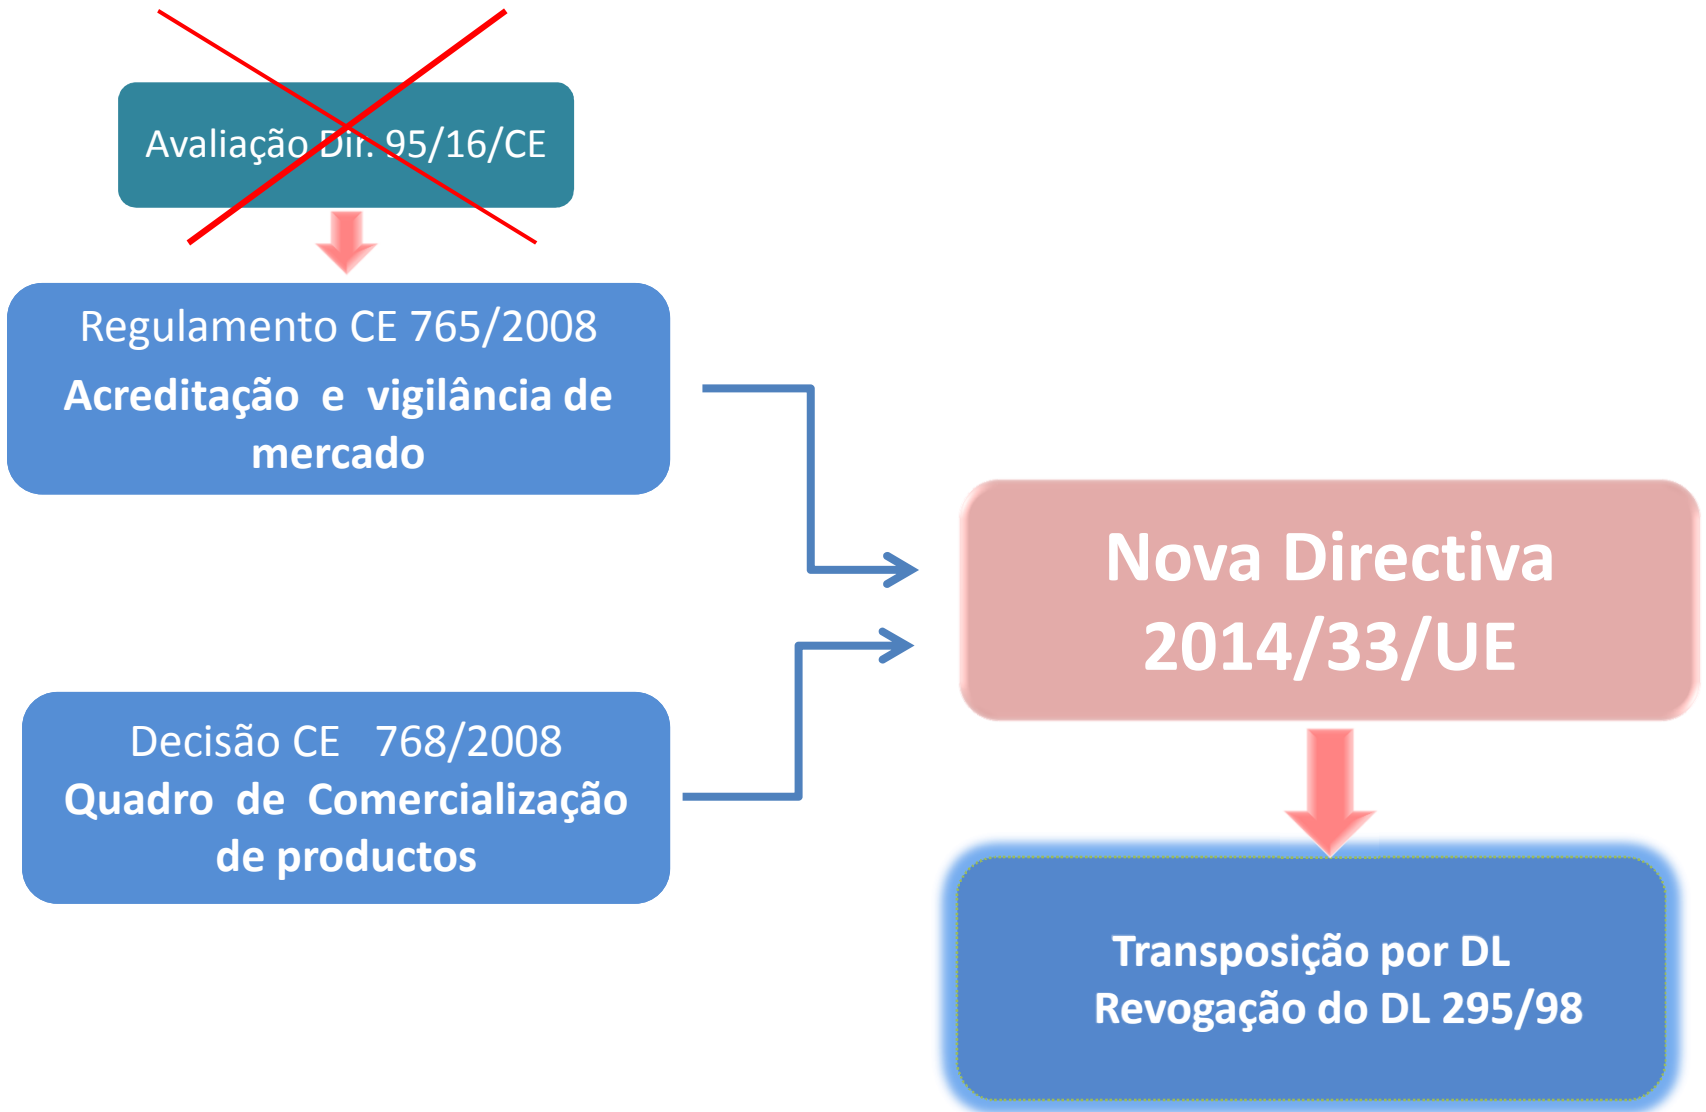 Avaliação Dir. 95/16/CE
Regulamento CE 765/2008
Acreditação e vigilância de
mercado
Nova Directiva
2014/33/UE
Decisão CE 768/2008
Quadro de Comercialização
de productos
Transposição por DL
Revogação do DL 295/98